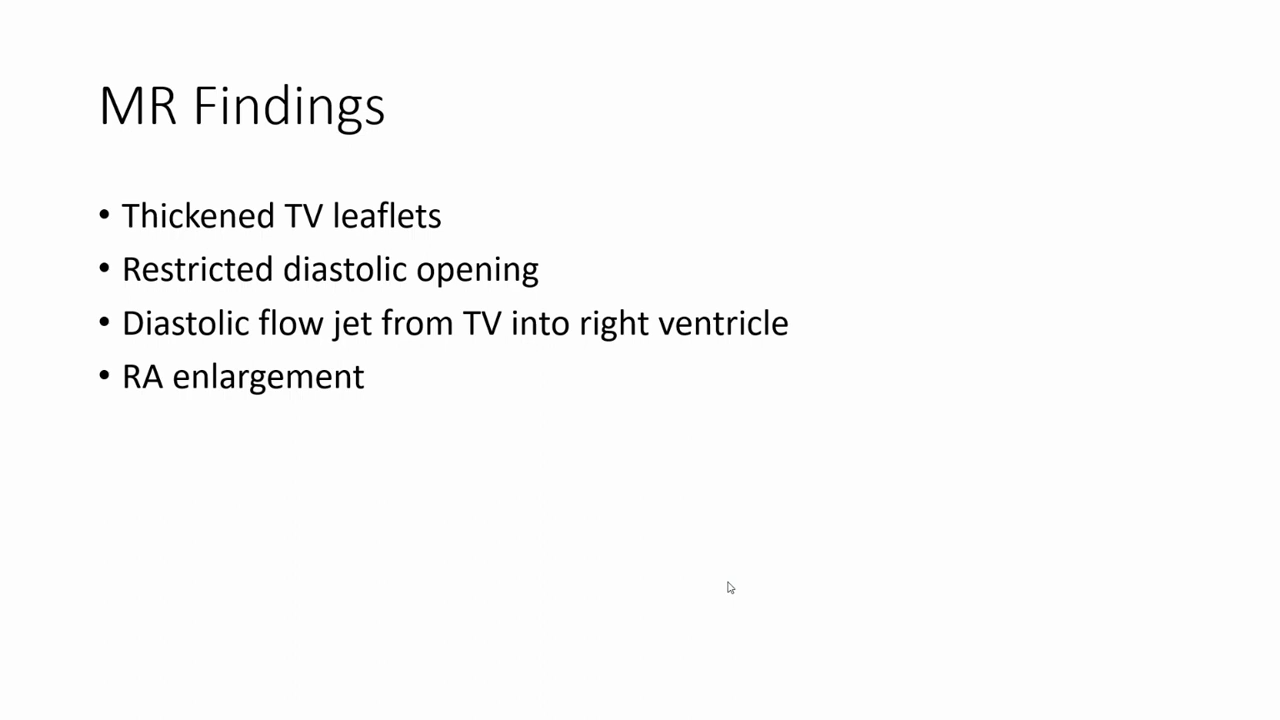 MR Findings
• Thickened TV leaflets
• Restricted diastolic opening
• Diastolic flow jet from TV into right ventricle
• RA enlargement